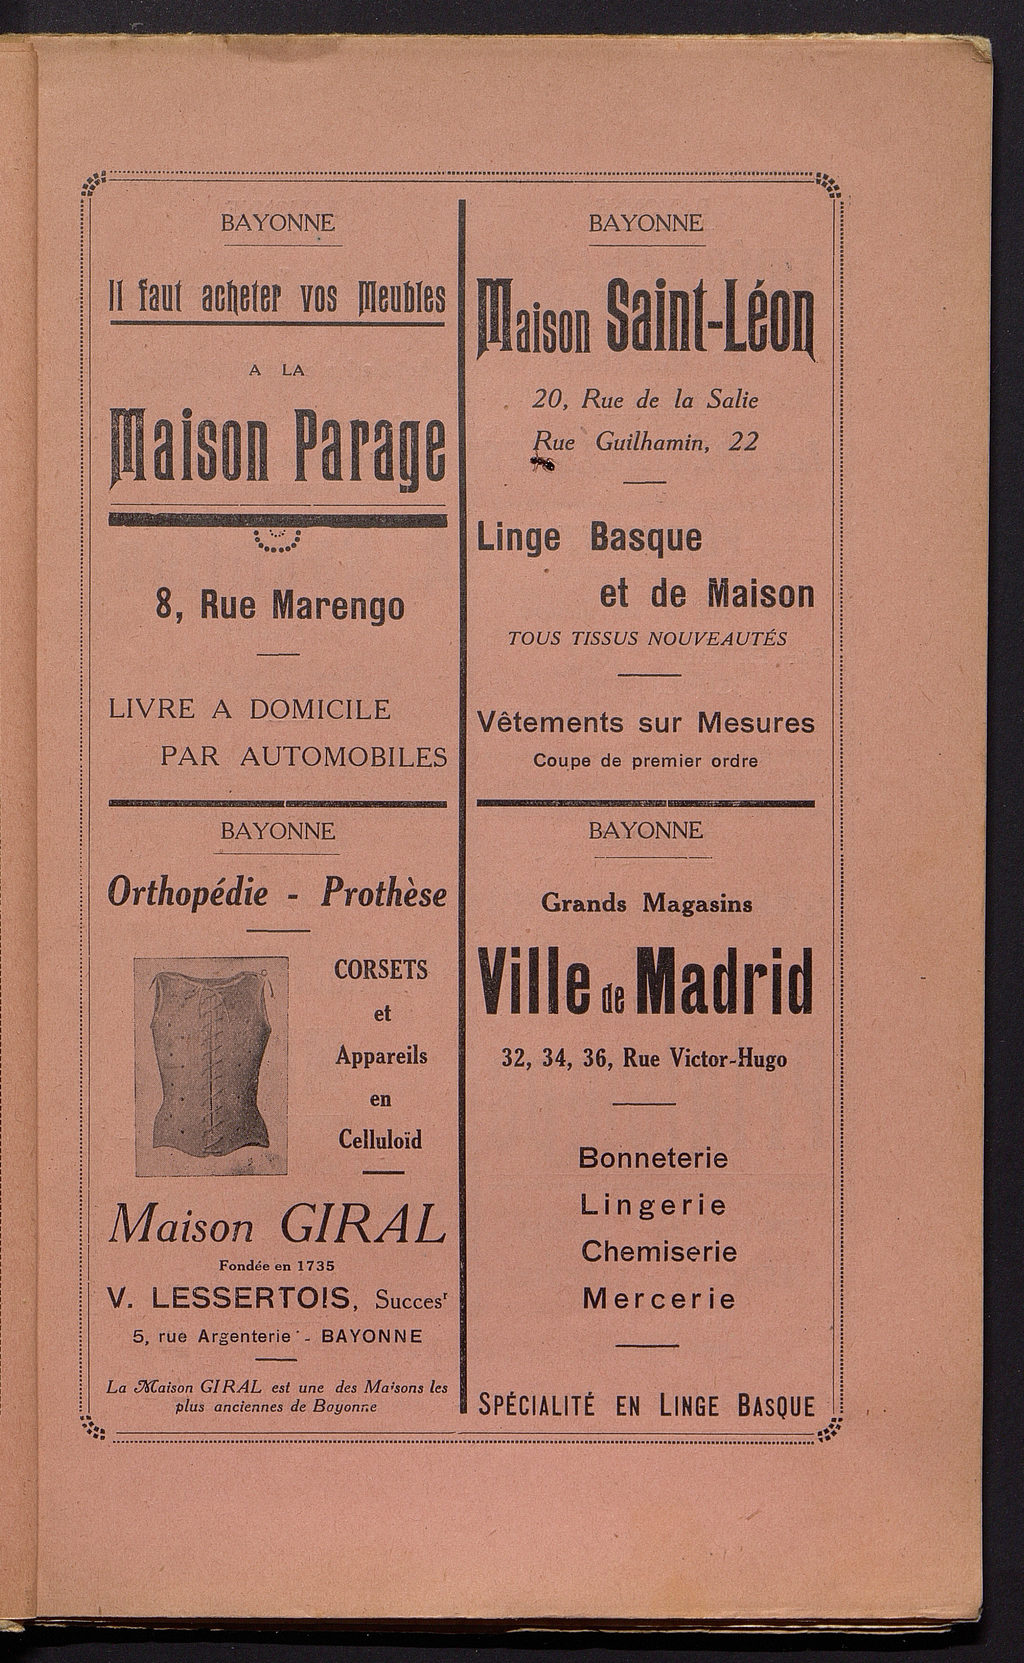 BAYONNE
Il faut acheter vos Meubles
A LA
Maison Parage
8, Rue Marengo
LIVRE A DOMICILE
PAR AUTOMOBILES
BAYONNE
Orthopédie - Prothèse
CORSETS
et
Appareils
en
Celluloïd
Maison GIRAL
Fondée en 1735
V. LESSERTOIS, Succesr
5, rue Argenterie - BAYONNE
La Maison GIRAL est une des Maisons les
plus anciennes de Bayonne
BAYONNE
Maison Saint-Léon
20, Rue de la Salie
Rue Guilhamin, 22
Linge Basque
et de Maison
TOUS TISSUS NOUVEAUTÉS
Vêtements sur Mesures
Coupe de premier ordre
BAYONNE
Grands Magasins
Ville de Madrid
32, 34, 36, Rue Victor-Hugo
Bonneterie
Lingerie
Chemiserie
Mercerie
SPÉCIALITÉ EN LINGE BASQUE